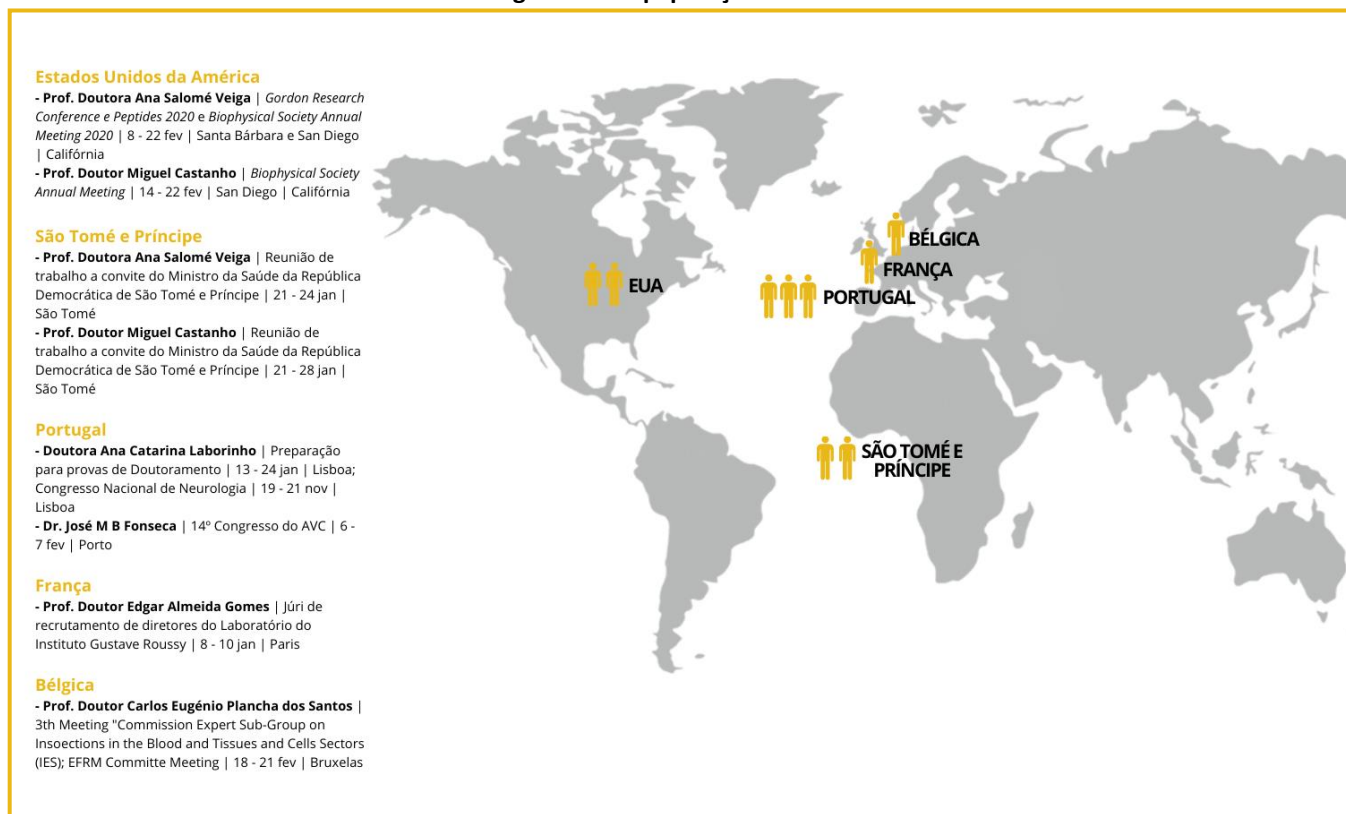 Estados Unidos da América
- Prof. Doutora Ana Salomé Veiga | Gordon Research
Conference e Peptides 2020 e Biophysical Society Annual
Meeting 2020 | 8 - 22 fev | Santa Bárbara e San Diego
| Califórnia
- Prof. Doutor Miguel Castanho | Biophysical Society
Annual Meeting | 14 - 22 fev | San Diego | Califórnia
São Tomé e Príncipe
- Prof. Doutora Ana Salomé Veiga | Reunião de
trabalho a convite do Ministro da Saúde da República
Democrática de São Tomé e Príncipe | 21 - 24 jan |
São Tomé
- Prof. Doutor Miguel Castanho | Reunião de
trabalho a convite do Ministro da Saúde da República
Democrática de São Tomé e Príncipe | 21 - 28 jan |
São Tomé
Portugal
- Doutora Ana Catarina Laborinho | Preparação
para provas de Doutoramento | 13 - 24 jan | Lisboa;
Congresso Nacional de Neurologia | 19 - 21 nov |
Lisboa
- Dr. José M B Fonseca | 14º Congresso do AVC | 6 -
7 fev | Porto
França
- Prof. Doutor Edgar Almeida Gomes | Júri de
recrutamento de diretores do Laboratório do
Instituto Gustave Roussy | 8 - 10 jan | Paris
Bélgica
- Prof. Doutor Carlos Eugénio Plancha dos Santos |
3th Meeting "Commission Expert Sub-Group on
Insoections in the Blood and Tissues and Cells Sectors
(IES); EFRM Committe Meeting | 18 - 21 fev | Bruxelas
BÉLGICA
FRANÇA
EUA
PORTUGAL
SÃO TOMÉ E
PRÍNCIPE